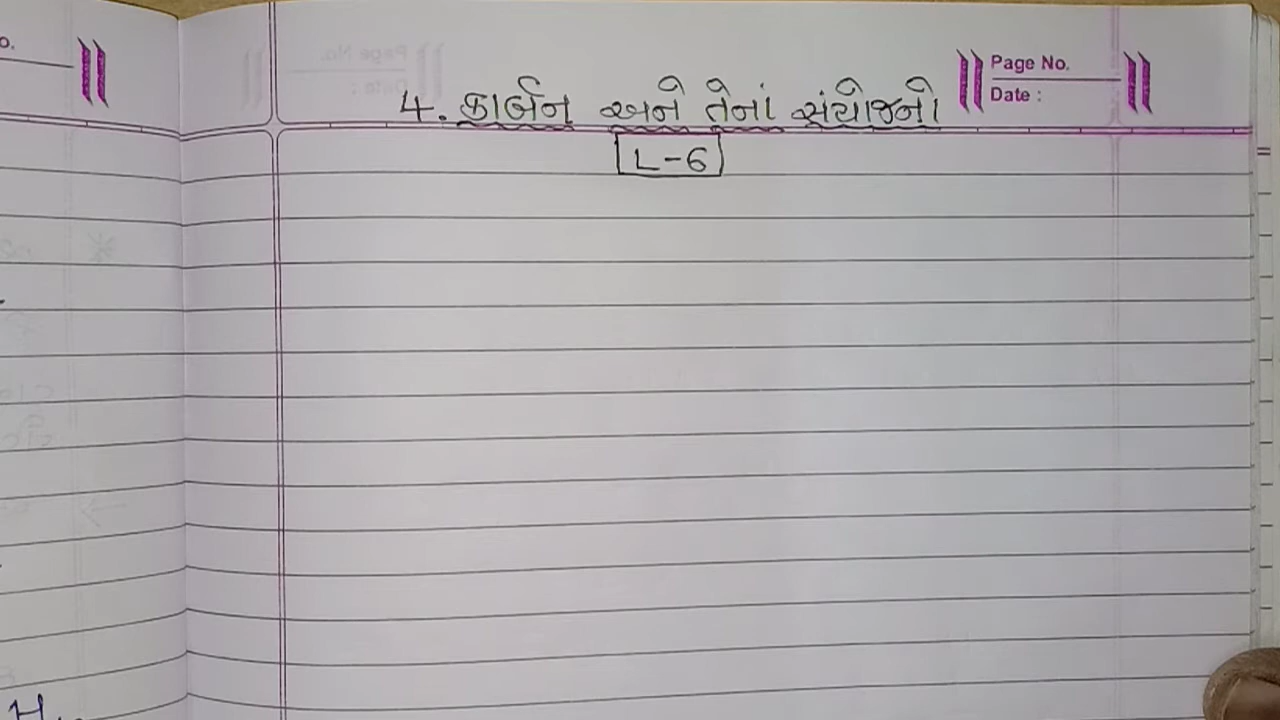 o.
Page No.
Date :
4. કાર્બન અને તેનાં સંયોજનો
L-6
H